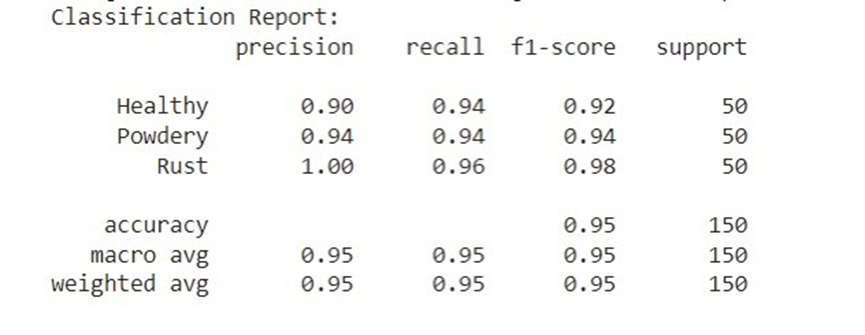 Classification Report:
precision recall f1-score support
Healthy 0.90 0.94 0.92 50
Powdery 0.94 0.94 0.94 50
Rust 1.00 0.96 0.98 50
accuracy 0.95 150
macro avg 0.95 0.95 0.95 150
weighted avg 0.95 0.95 0.95 150